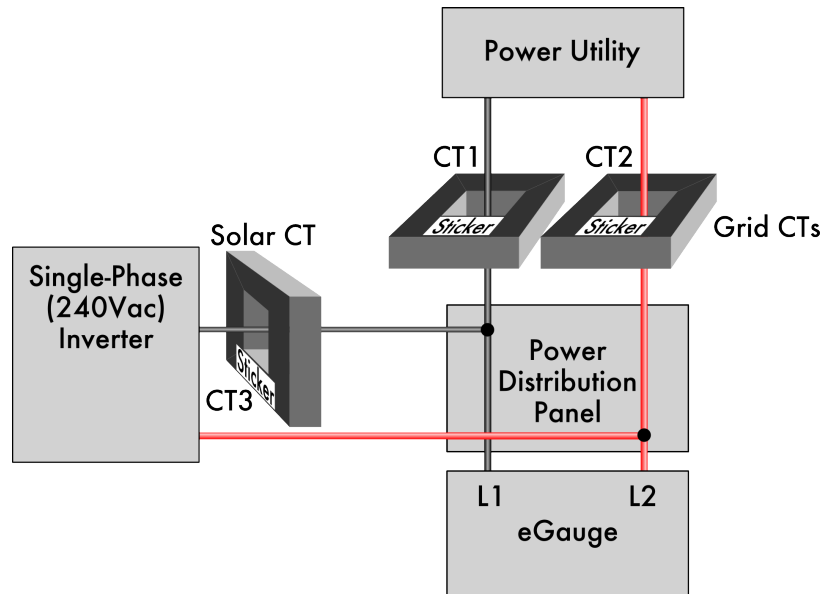 Power Utility
CT1
CT2
Sticker
Sticker
Grid CTs
Solar CT
Single-Phase
(240Vac)
Inverter
Sticker
CT3
Power
Distribution
Panel
L1
L2
eGauge